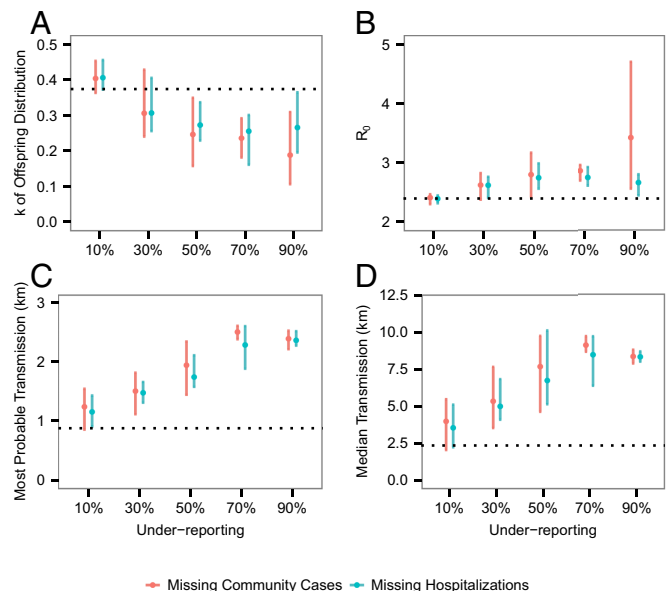 A
k of Offspring Distribution
0.5
0.4
0.3
0.2
0.1
0.0
10% 30% 50% 70% 90%
B
R0
5
4
3
2
10% 30% 50% 70% 90%
C
Most Probable Transmission (km)
3
2
1
0
10% 30% 50% 70% 90%
Under−reporting
D
Median Transmission (km)
12.5
10.0
7.5
5.0
2.5
0.0
10% 30% 50% 70% 90%
Under−reporting
Missing Community Cases Missing Hospitalizations